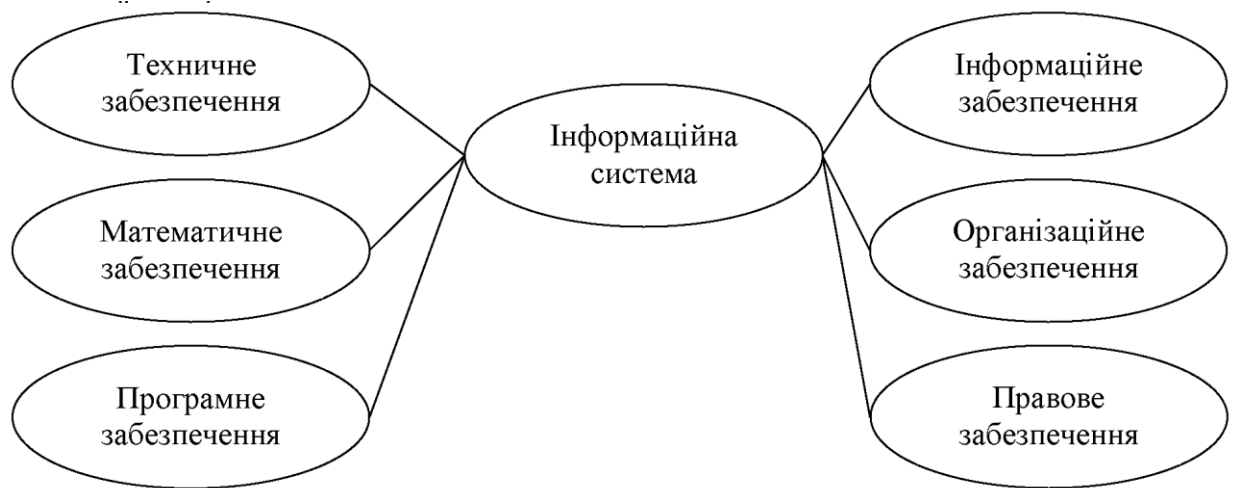 Техничне
забезпечення
Математичне
забезпечення
Програмне
забезпечення
Інформаційна
система
Інформаційне
забезпечення
Організаційне
забезпечення
Правове
забезпечення